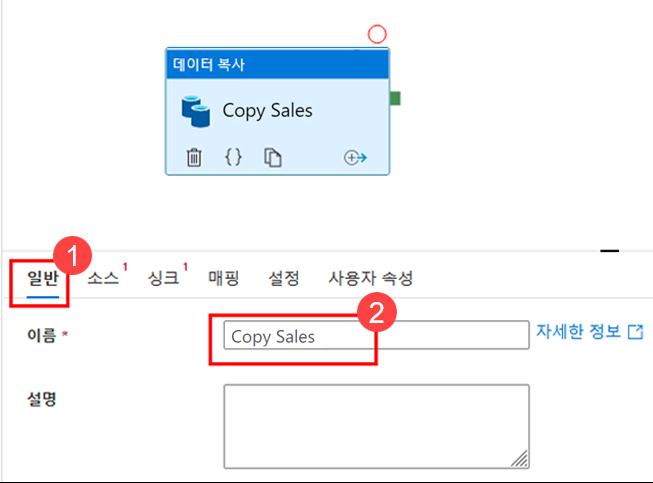 데이터 복사
Copy Sales
{}
1
일반 소스 1 싱크 1 매핑 설정 사용자 속성
2
이름 * Copy Sales 자세한 정보
설명